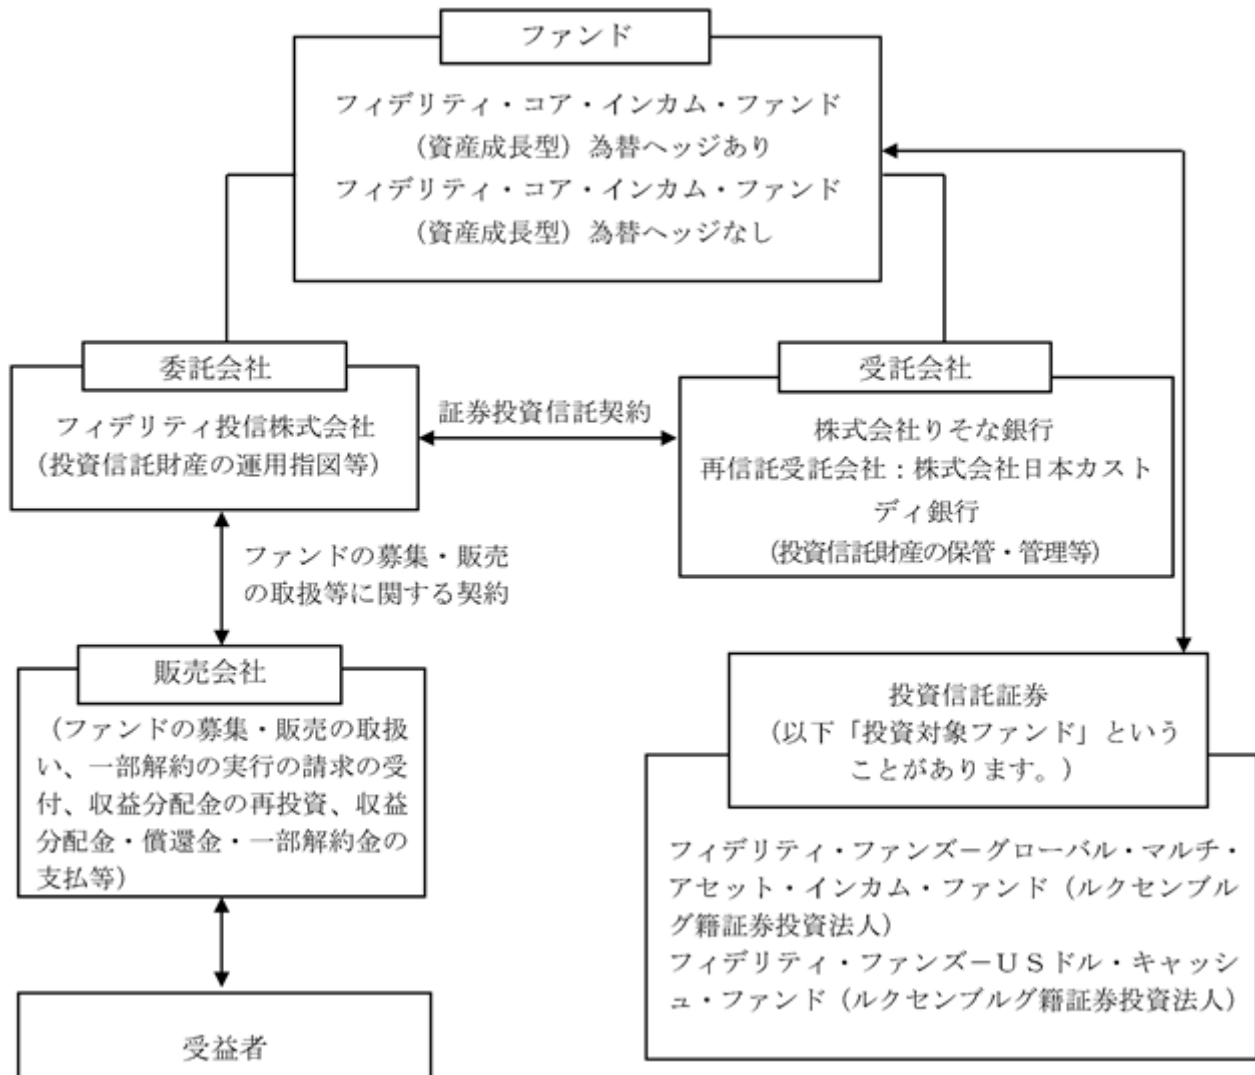 ファンド
フィデリティ・コア・インカム・ファンド
（資産成長型）為替ヘッジあり
フィデリティ・コア・インカム・ファンド
（資産成長型）為替ヘッジなし
委託会社
フィデリティ投信株式会社
（投資信託財産の運用指図等）
証券投資信託契約
受託会社
株式会社りそな銀行
再信託受託会社：株式会社日本カスト
ディ銀行
（投資信託財産の保管・管理等）
ファンドの募集・販売
の取扱等に関する契約
販売会社
（ファンドの募集・販売の取扱
い、一部解約の実行の請求の受
付、収益分配金の再投資、収益
分配金・償還金・一部解約金の
支払等）
投資信託証券
（以下「投資対象ファンド」という
ことがあります。）
フィデリティ・ファンズ－グローバル・マルチ・
アセット・インカム・ファンド（ルクセンブル
グ籍証券投資法人）
フィデリティ・ファンズ－ＵＳドル・キャッシ
ュ・ファンド（ルクセンブルグ籍証券投資法人）
受益者